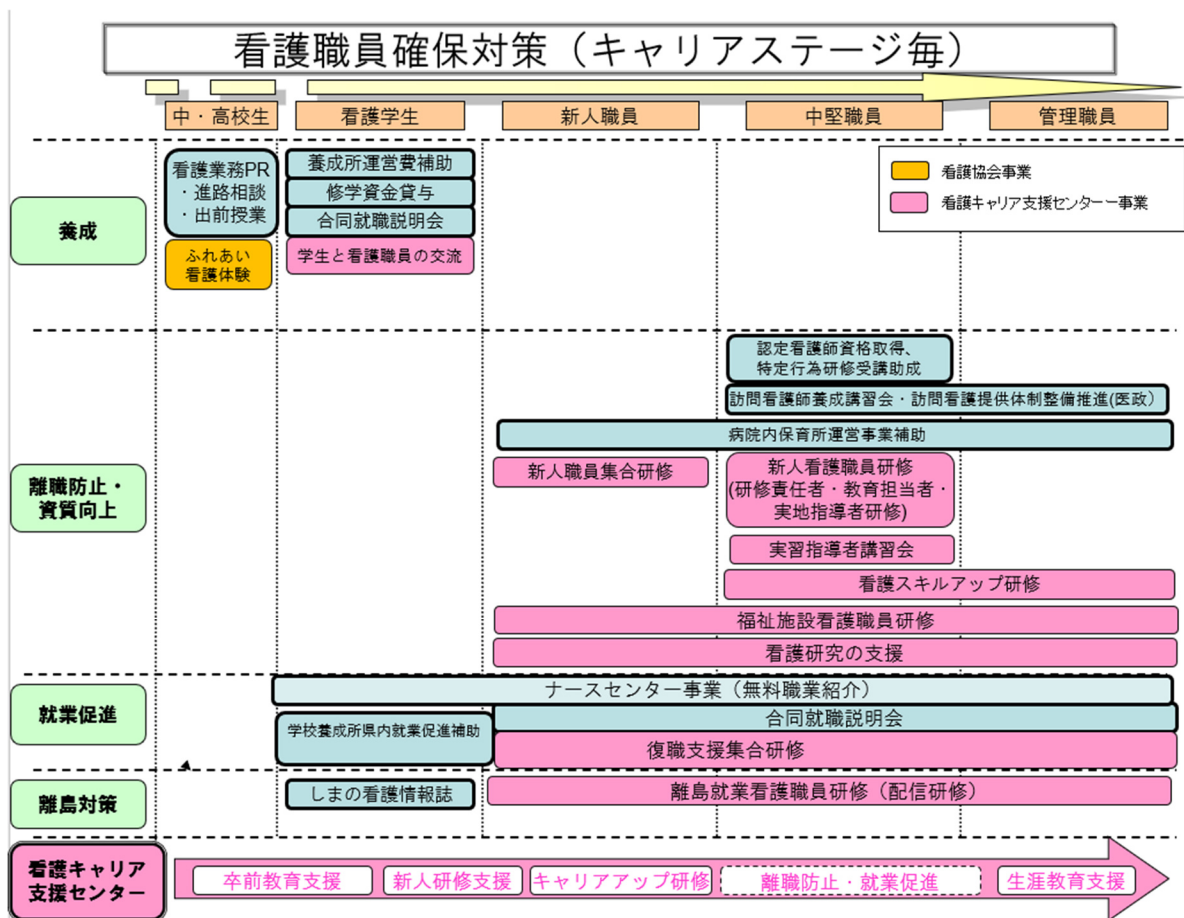 看護職員確保対策（キャリアステージ毎）
中・高校生
看護学生
新人職員
中堅職員
管理職員
看護協会事業
看護キャリア支援センターー事業
養成
看護業務PR
・進路相談
・出前授業
ふれあい
看護体験
養成所運営費補助
修学資金貸与
合同就職説明会
学生と看護職員の交流
離職防止・
資質向上
認定看護師資格取得、
特定行為研修受講助成
訪問看護師養成講習会・訪問看護提供体制整備推進(医政）
病院内保育所運営事業補助
新人職員集合研修
新人看護職員研修
(研修責任者・教育担当者・
実地指導者研修)
実習指導者講習会
看護スキルアップ研修
福祉施設看護職員研修
看護研究の支援
就業促進
ナースセンター事業（無料職業紹介）
学校養成所県内就業促進補助
合同就職説明会
復職支援集合研修
離島対策
しまの看護情報誌
離島就業看護職員研修（配信研修）
看護キャリア
支援センター
卒前教育支援
新人研修支援
キャリアアップ研修
離職防止・就業促進
生涯教育支援